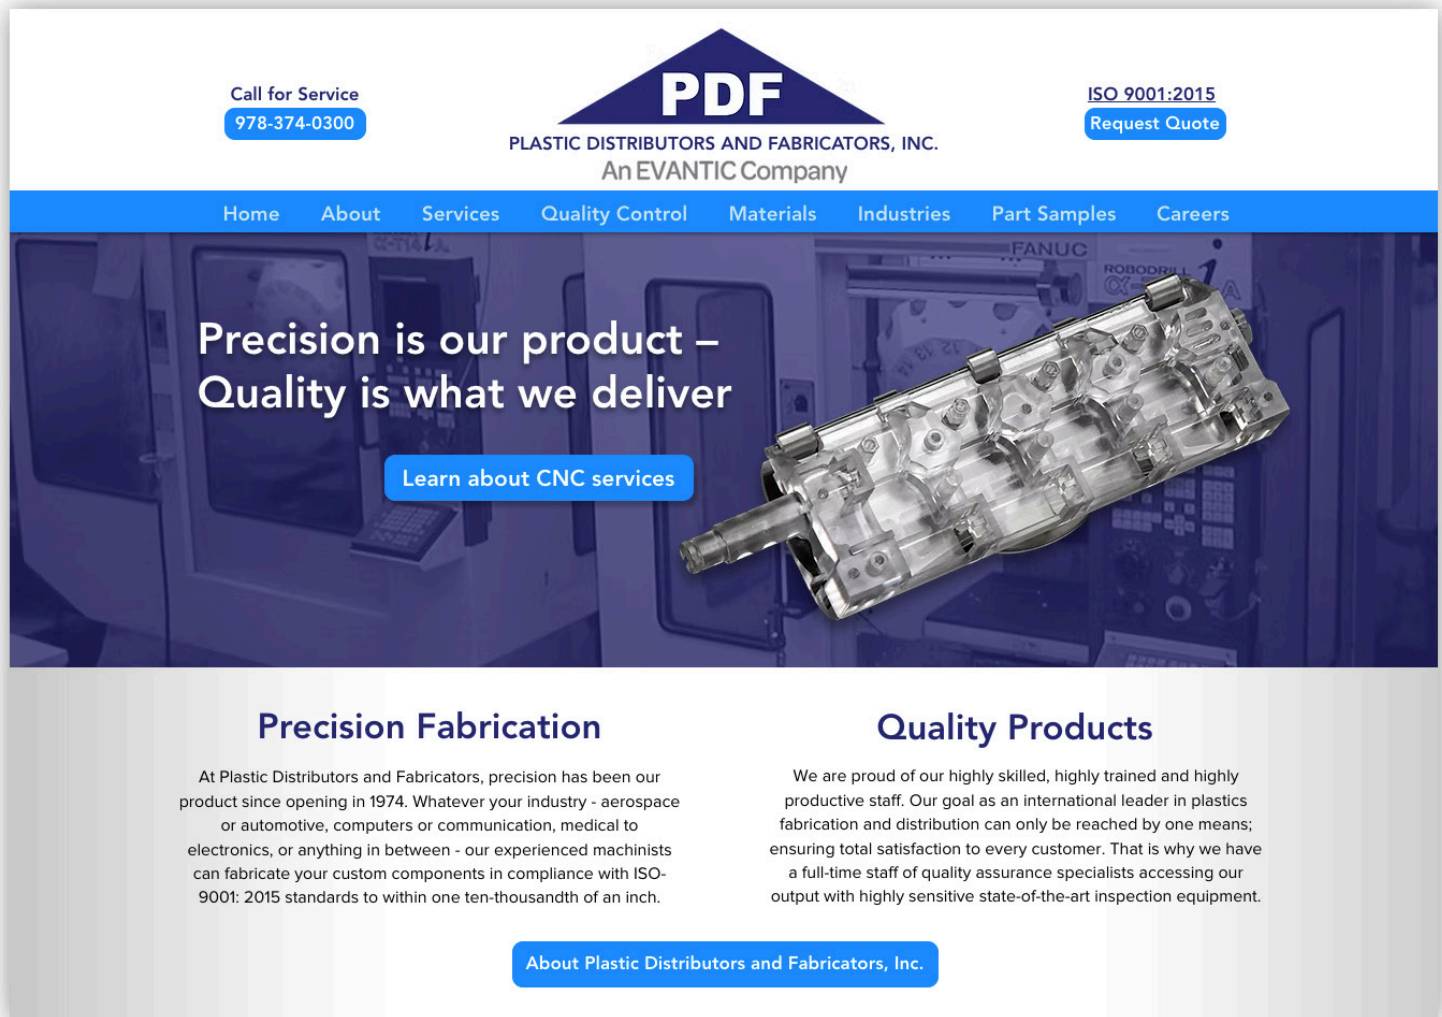 Call for Service
978-374-0300
PDF
PLASTIC DISTRIBUTORS AND FABRICATORS, INC.
An EVANTIC Company
ISO 9001:2015
Request Quote
Home About Services Quality Control Materials Industries Part Samples Careers
α-T14iA
FANUC
ROBODRILL
α-
iA
12 13 14
Precision is our product –
Quality is what we deliver
Learn about CNC services
Precision Fabrication
At Plastic Distributors and Fabricators, precision has been our
product since opening in 1974. Whatever your industry - aerospace
or automotive, computers or communication, medical to
electronics, or anything in between - our experienced machinists
can fabricate your custom components in compliance with ISO-
9001: 2015 standards to within one ten-thousandth of an inch.
Quality Products
We are proud of our highly skilled, highly trained and highly
productive staff. Our goal as an international leader in plastics
fabrication and distribution can only be reached by one means;
ensuring total satisfaction to every customer. That is why we have
a full-time staff of quality assurance specialists accessing our
output with highly sensitive state-of-the-art inspection equipment.
About Plastic Distributors and Fabricators, Inc.